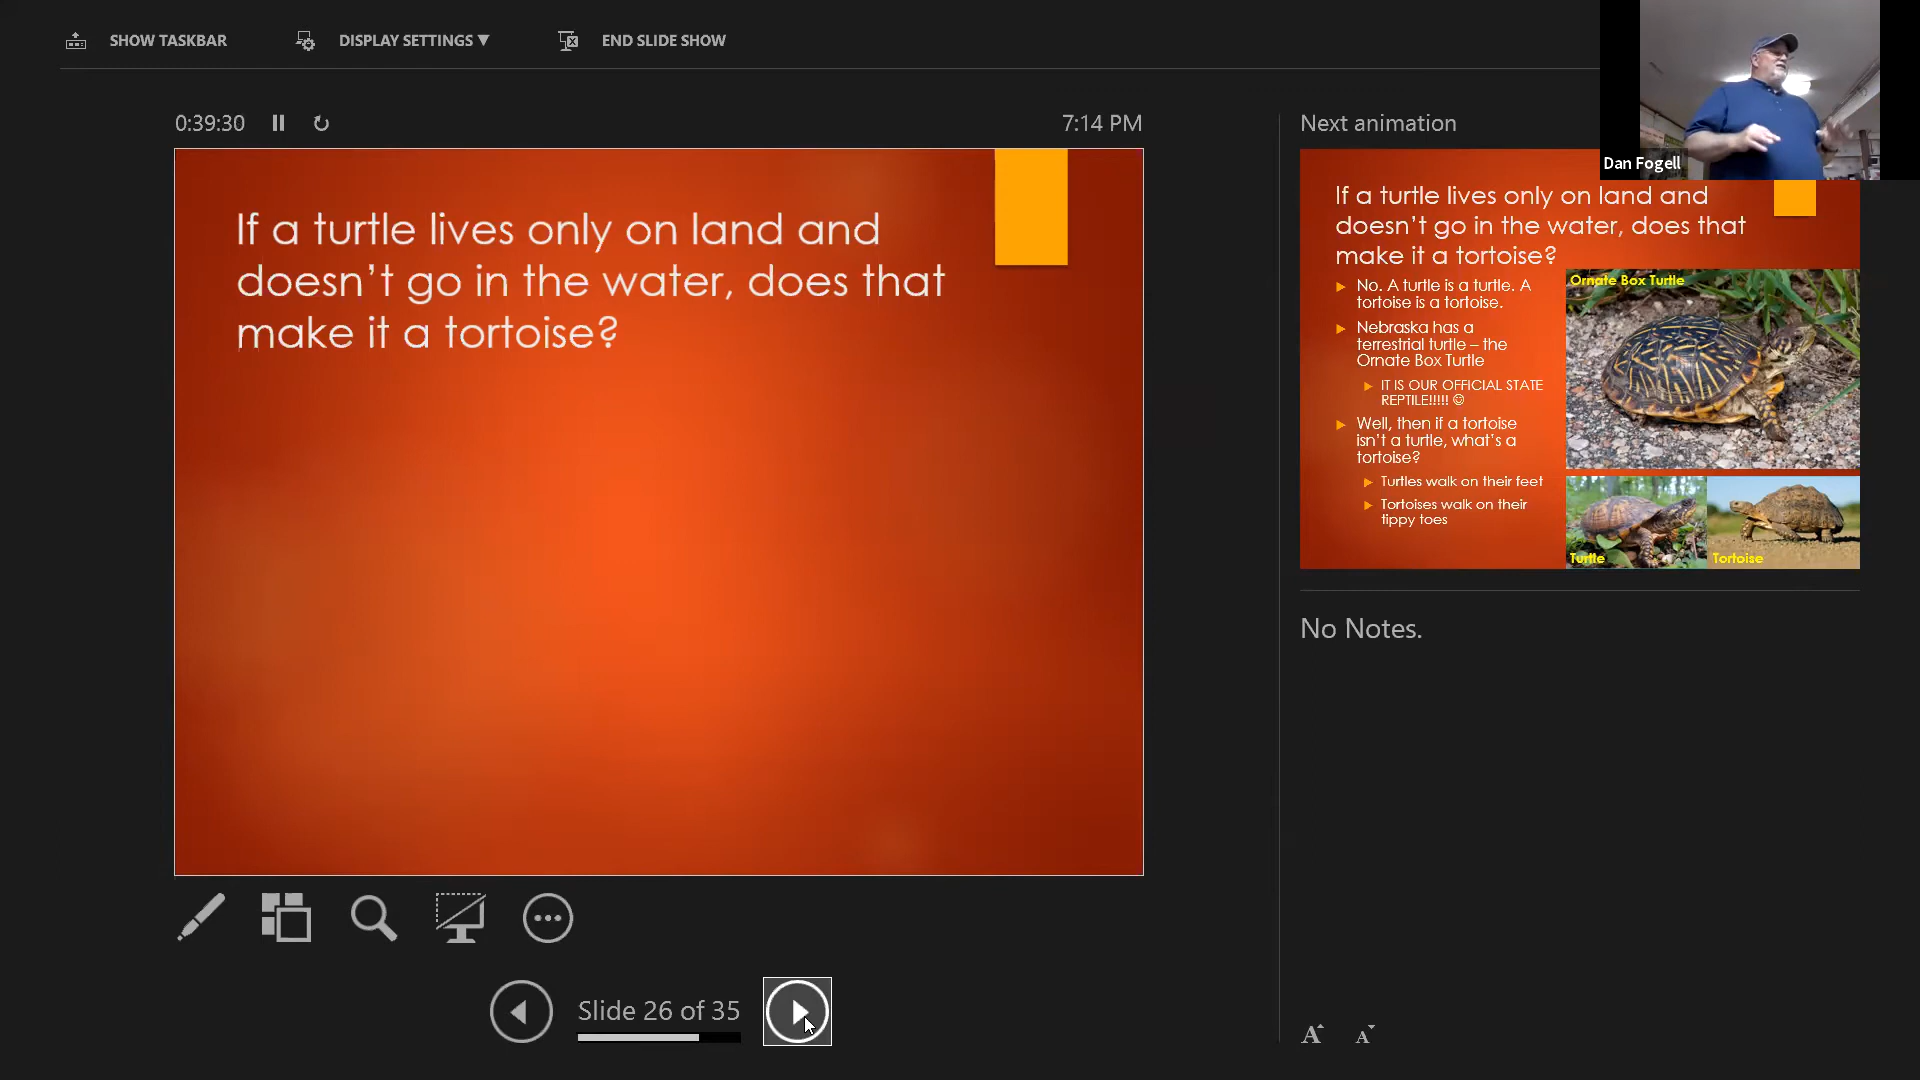 SHOW TASKBAR
DISPLAY SETTINGS ▼
END SLIDE SHOW
0:39:30
7:14 PM
If a turtle lives only on land and
doesn’t go in the water, does that
make it a tortoise?
Slide 26 of 35
Next animation
Dan Fogell
If a turtle lives only on land and
doesn’t go in the water, does that
make it a tortoise?
► No. A turtle is a turtle. A
tortoise is a tortoise.
► Nebraska has a
terrestrial turtle – the
Ornate Box Turtle
► IT IS OUR OFFICIAL STATE
REPTILE!!!!! ☺
► Well, then if a tortoise
isn’t a turtle, what’s a
tortoise?
► Turtles walk on their feet
► Tortoises walk on their
tippy toes
Ornate Box Turtle
Turtle
Tortoise
No Notes.
A A